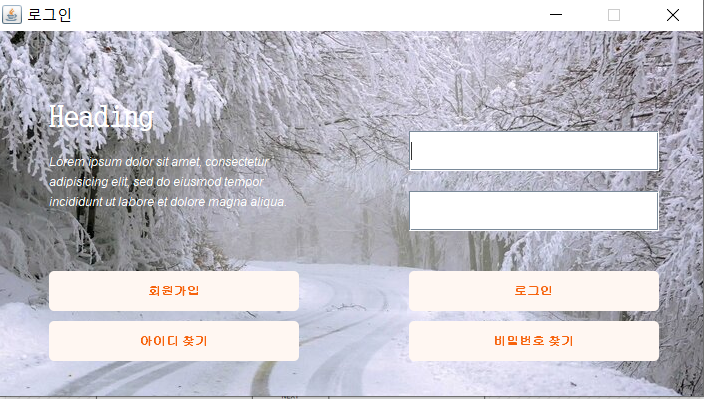 로그인
Heading
Lorem ipsum dolor sit amet, consectetur
adipisicing elit, sed do eiusmod tempor
incididunt ut labore et dolore magna aliqua.
회원가입
로그인
아이디 찾기
비밀번호 찾기